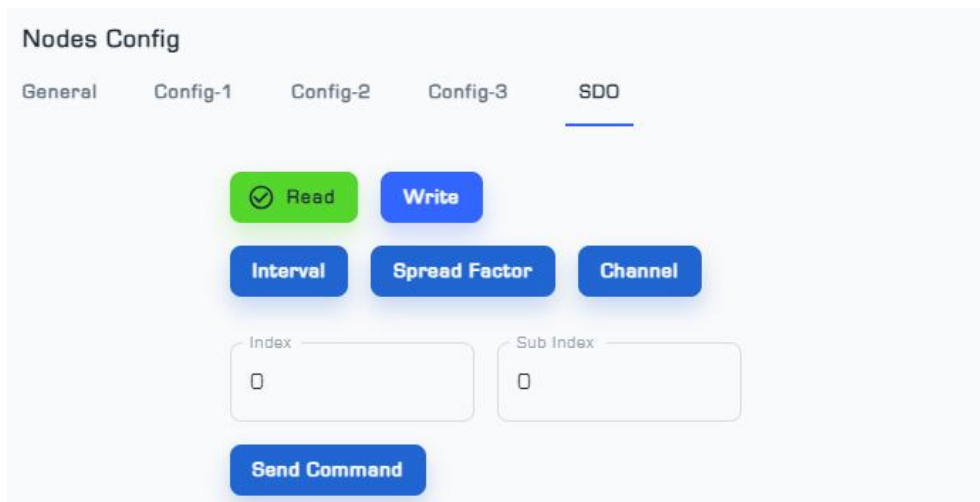 Nodes Config
General Config-1 Config-2 Config-3 SDO
Read Write
Interval Spread Factor Channel
Index Sub Index
0 0
Send Command